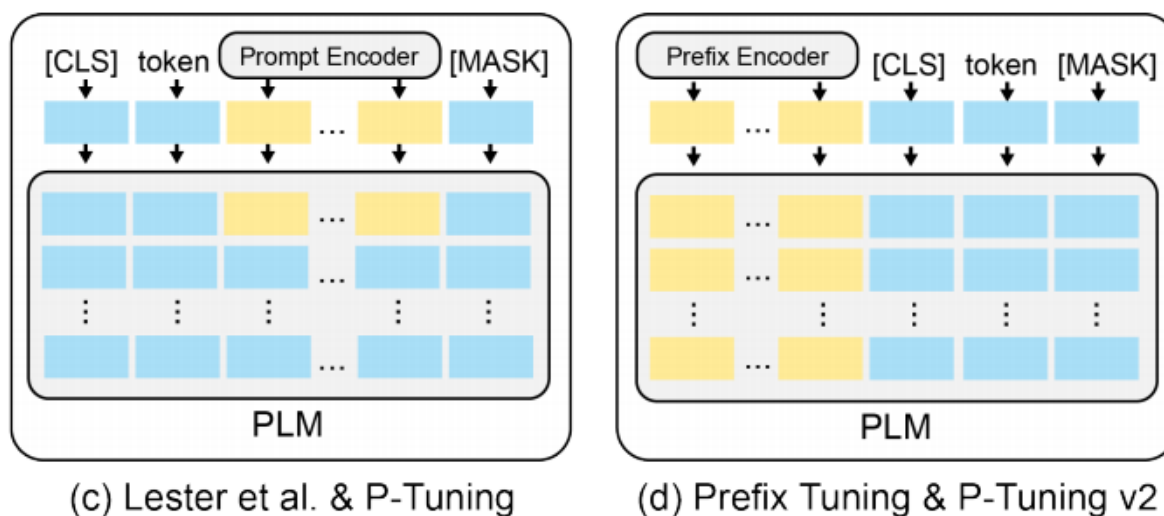 Prompt Encoder
[CLS] token [MASK]
...
...
...
...
PLM
(c) Lester et al. & P-Tuning
Prefix Encoder
[CLS] token [MASK]
...
...
...
...
PLM
(d) Prefix Tuning & P-Tuning v2